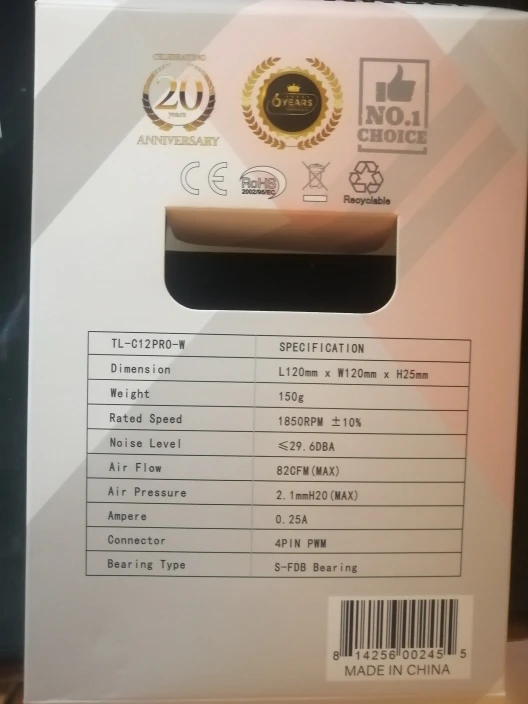 CELEBRATING
20
years
ANNIVERSARY
6 YEARS
NO.1
CHOICE
CE
RoHS
2002/95/EC
Recyclable
TL-C12PRO-W SPECIFICATION
Dimension L120mm x W120mm x H25mm
Weight 150g
Rated Speed 1850RPM ±10%
Noise Level ≤29.6DBA
Air Flow 82CFM(MAX)
Air Pressure 2.1mmH2O(MAX)
Ampere 0.25A
Connector 4PIN PWM
Bearing Type S-FDB Bearing
8 14256 00245 5
MADE IN CHINA